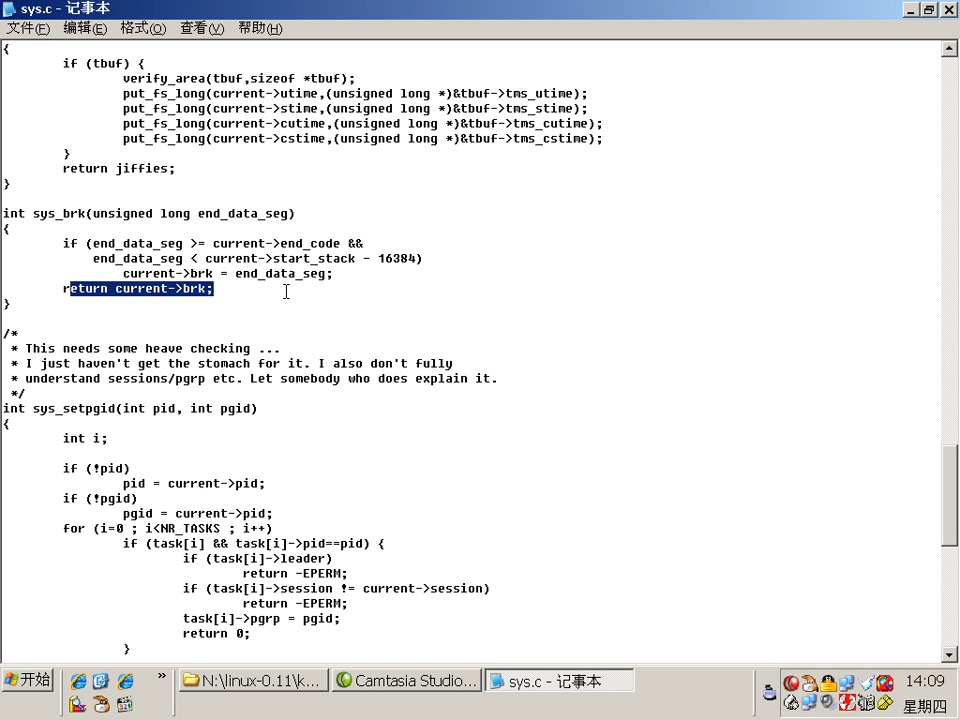 sys.c - 记事本
文件(F) 编辑(E) 格式(O) 查看(V) 帮助(H)
{
if (tbuf) {
verify_area(tbuf,sizeof *tbuf);
put_fs_long(current->utime,(unsigned long *)&tbuf->tms_utime);
put_fs_long(current->stime,(unsigned long *)&tbuf->tms_stime);
put_fs_long(current->cutime,(unsigned long *)&tbuf->tms_cutime);
put_fs_long(current->cstime,(unsigned long *)&tbuf->tms_cstime);
}
return jiffies;
}
int sys_brk(unsigned long end_data_seg)
{
if (end_data_seg >= current->end_code &&
end_data_seg < current->start_stack - 16384)
current->brk = end_data_seg;
return current->brk;
}
/*
* This needs some heave checking ...
* I just haven't get the stomach for it. I also don't fully
* understand sessions/pgrp etc. Let somebody who does explain it.
*/
int sys_setpgid(int pid, int pgid)
{
int i;
if (!pid)
pid = current->pid;
if (!pgid)
pgid = current->pid;
for (i=0 ; i<NR_TASKS ; i++)
if (task[i] && task[i]->pid==pid) {
if (task[i]->leader)
return -EPERM;
if (task[i]->session != current->session)
return -EPERM;
task[i]->pgrp = pgid;
return 0;
}
开始 » N:\linux-0.11\k... Camtasia Studio... sys.c - 记事本 14:09
星期四